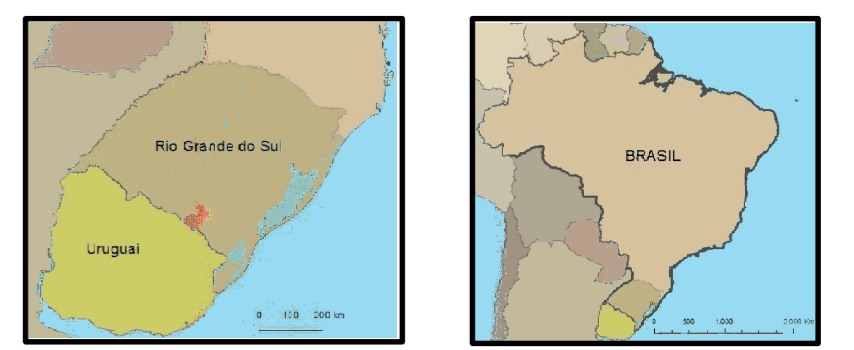 Rio Grande do Sul
Uruguai
0 100 200 km
BRASIL
0 500 1.000 2.000 Km